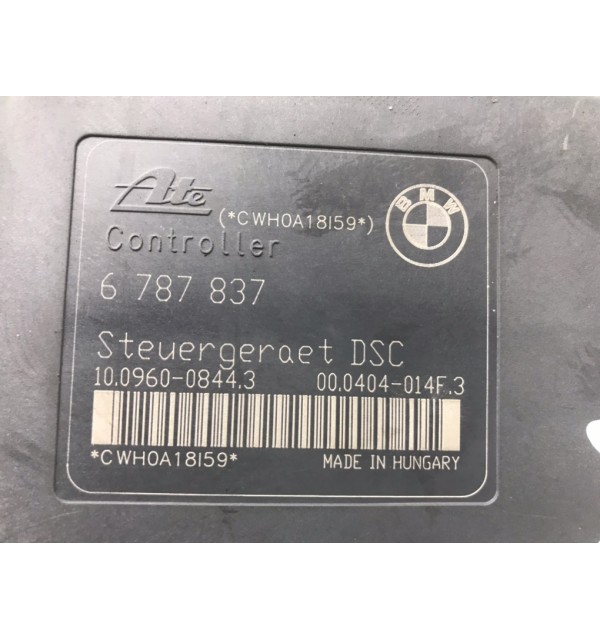 Ate
(*CWH0A18I59*)
BMW
Controller
6 787 837
Steuergeraet DSC
10.0960-0844.3 00.0404-014F.3
*CWH0A18I59*
MADE IN HUNGARY